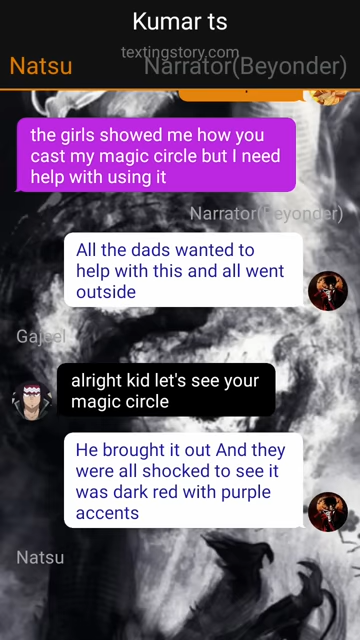 Kumar ts
textingstory.com
Natsu
Narrator(Beyonder)
the girls showed me how you
cast my magic circle but I need
help with using it
Narrator(Beyonder)
All the dads wanted to
help with this and all went
outside
Gajeel
alright kid let's see your
magic circle
He brought it out And they
were all shocked to see it
was dark red with purple
accents
Natsu